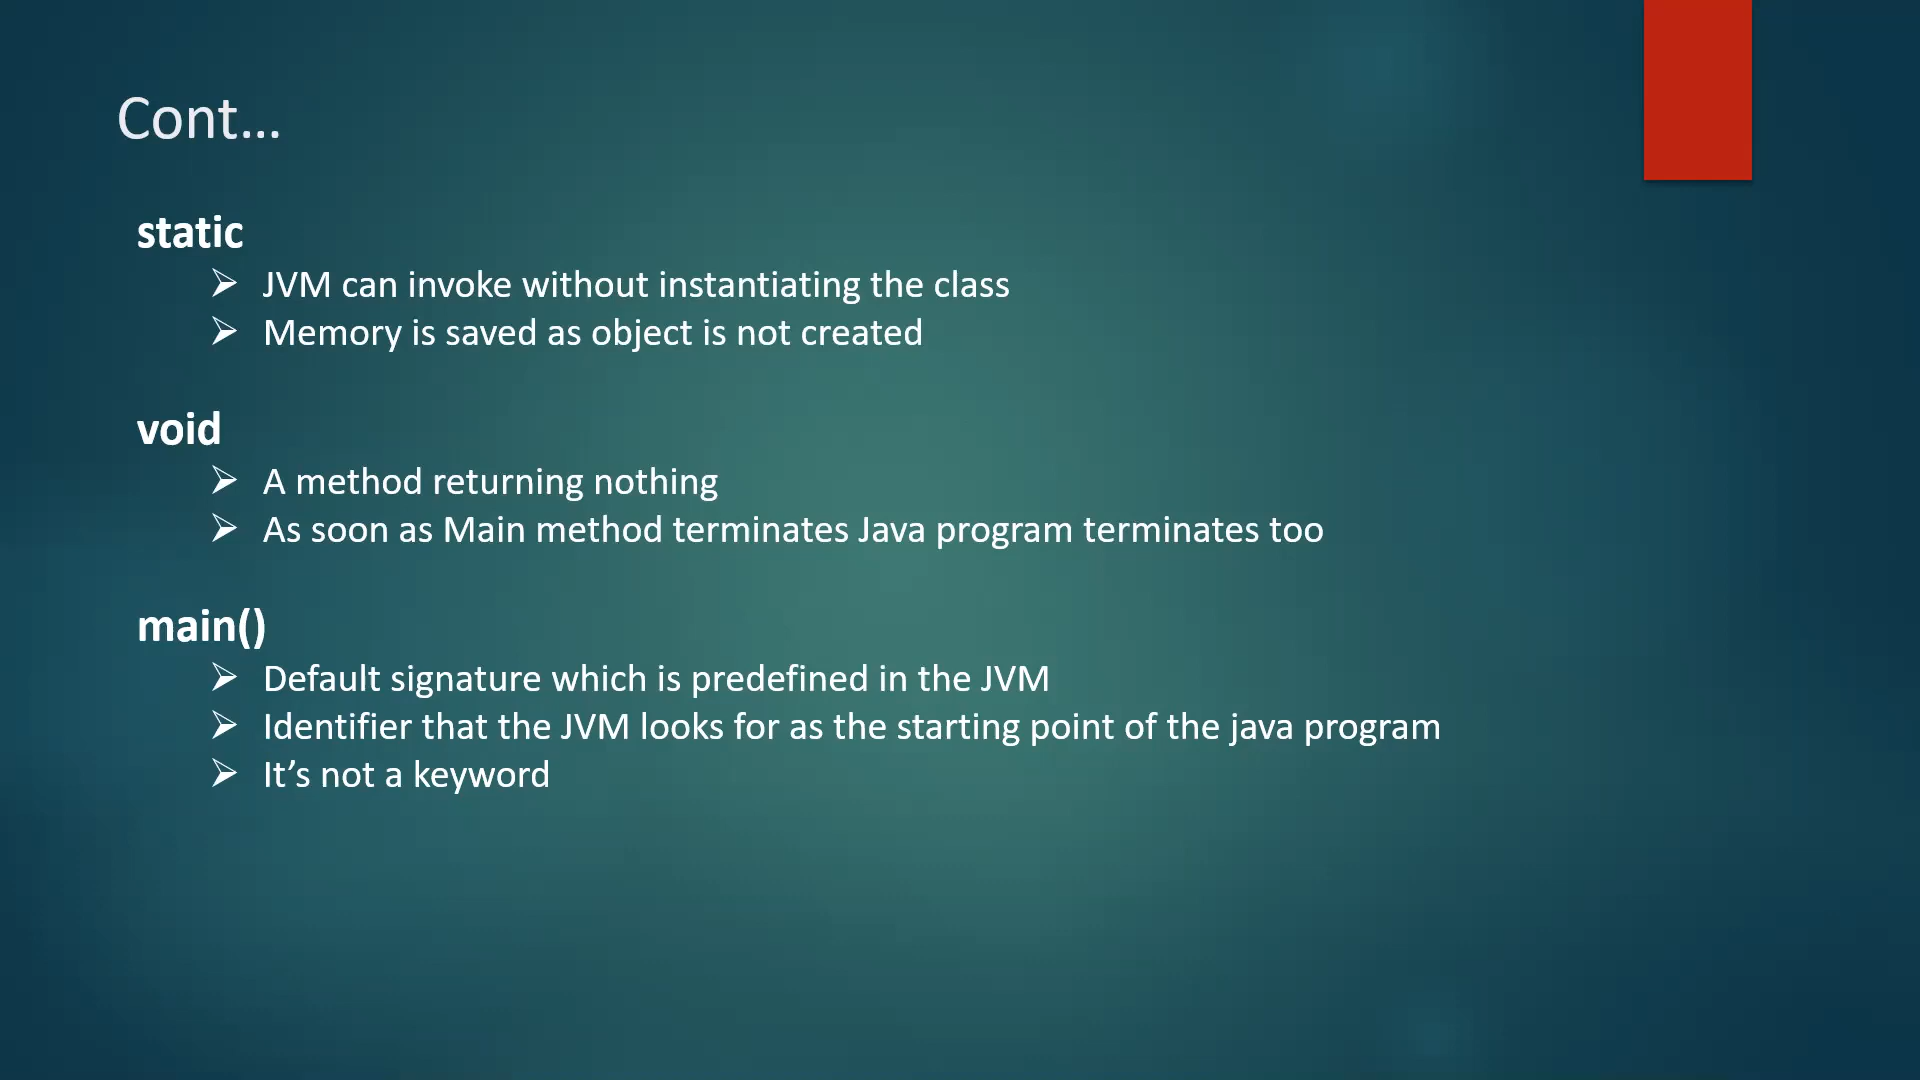 Cont...
static
➢ JVM can invoke without instantiating the class
➢ Memory is saved as object is not created
void
➢ A method returning nothing
➢ As soon as Main method terminates Java program terminates too
main()
➢ Default signature which is predefined in the JVM
➢ Identifier that the JVM looks for as the starting point of the java program
➢ It’s not a keyword